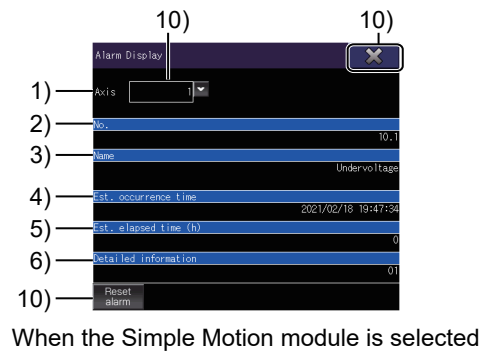 10) 10)
Alarm Display
1) Axis 1
2) No.
10.1
3) Name
Undervoltage
4) Est. occurrence time
2021/02/18 19:47:34
5) Est. elapsed time (h)
0
6) Detailed information
01
10) Reset
alarm
When the Simple Motion module is selected